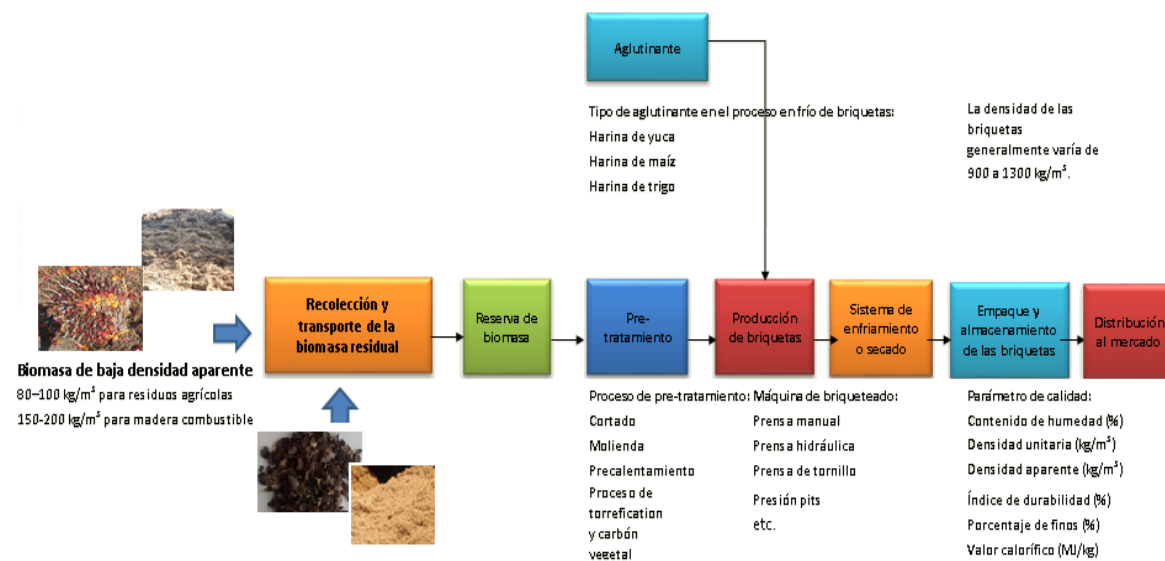 Aglutinante
Tipo de aglutinante en el proceso en frío de briquetas:
Harina de yuca
Harina de maíz
Harina de trigo
La densidad de las
briquetas
generalmente varía de
900 a 1300 kg/m³.
Biomasa de baja densidad aparente
80–100 kg/m³ para residuos agrícolas
150-200 kg/m³ para madera combustible
Recolección y
transporte de la
biomasa residual
Reserva de
biomasa
Pre-
tratamiento
Producción
de briquetas
Sistema de
enfriamiento
o secado
Empaque y
almacenamiento
de las briquetas
Distribución
al mercado
Proceso de pre-tratamiento:
Cortado
Molienda
Precalentamiento
Proceso de
torrefication
y carbón
vegetal
Máquina de briqueteado:
Prensa manual
Prensa hidráulica
Prensa de tornillo
Presión pits
etc.
Parámetro de calidad:
Contenido de humedad (%)
Densidad unitaria (kg/m³)
Densidad aparente (kg/m³)
Índice de durabilidad (%)
Porcentaje de finos (%)
Valor calorífico (MJ/kg)